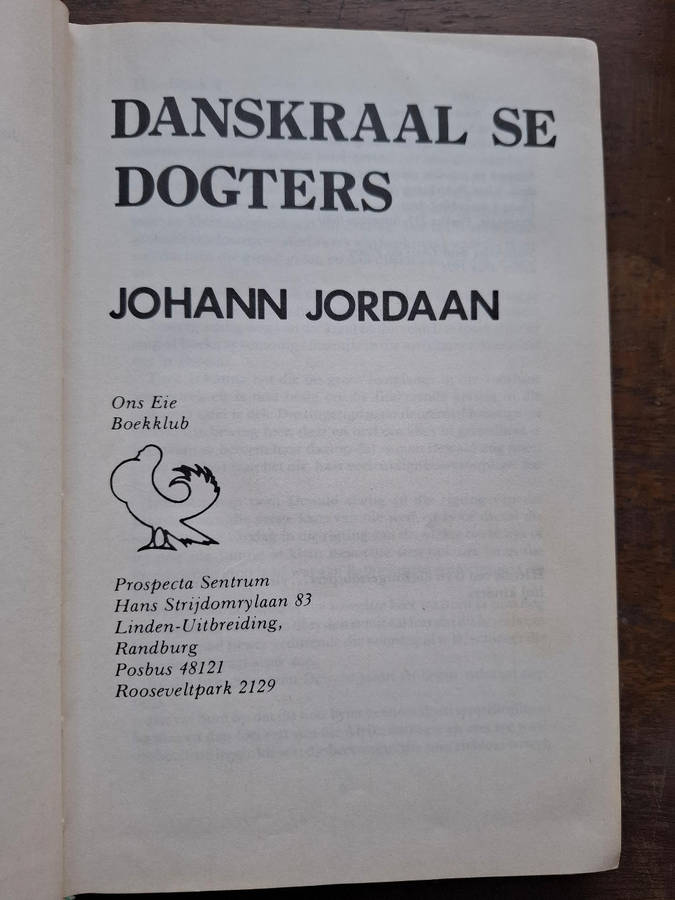 DANSKRAAL SE
DOGTERS
JOHANN JORDAAN
Ons Eie
Boekklub
Prospecta Sentrum
Hans Strijdomrylaan 83
Linden-Uitbreiding,
Randburg
Posbus 48121
Rooseveltpark 2129